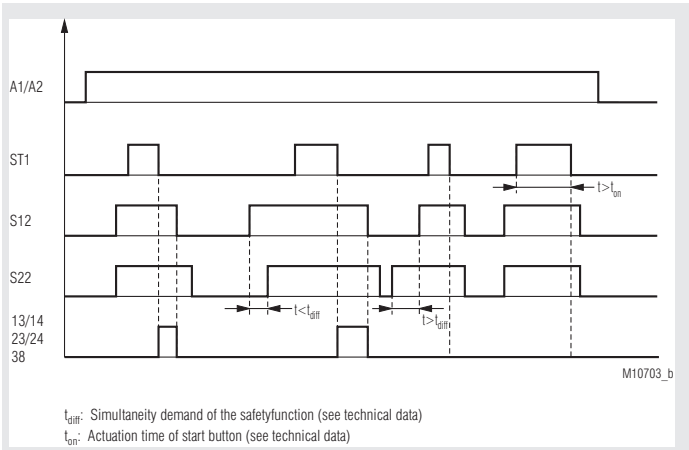 A1/A2
ST1
t>ton
S12
S22
t<tdiff
t>tdiff
13/14
23/24
38
M10703_b
tdiff: Simultaneity demand of the safetyfunction (see technical data)
ton: Actuation time of start button (see technical data)